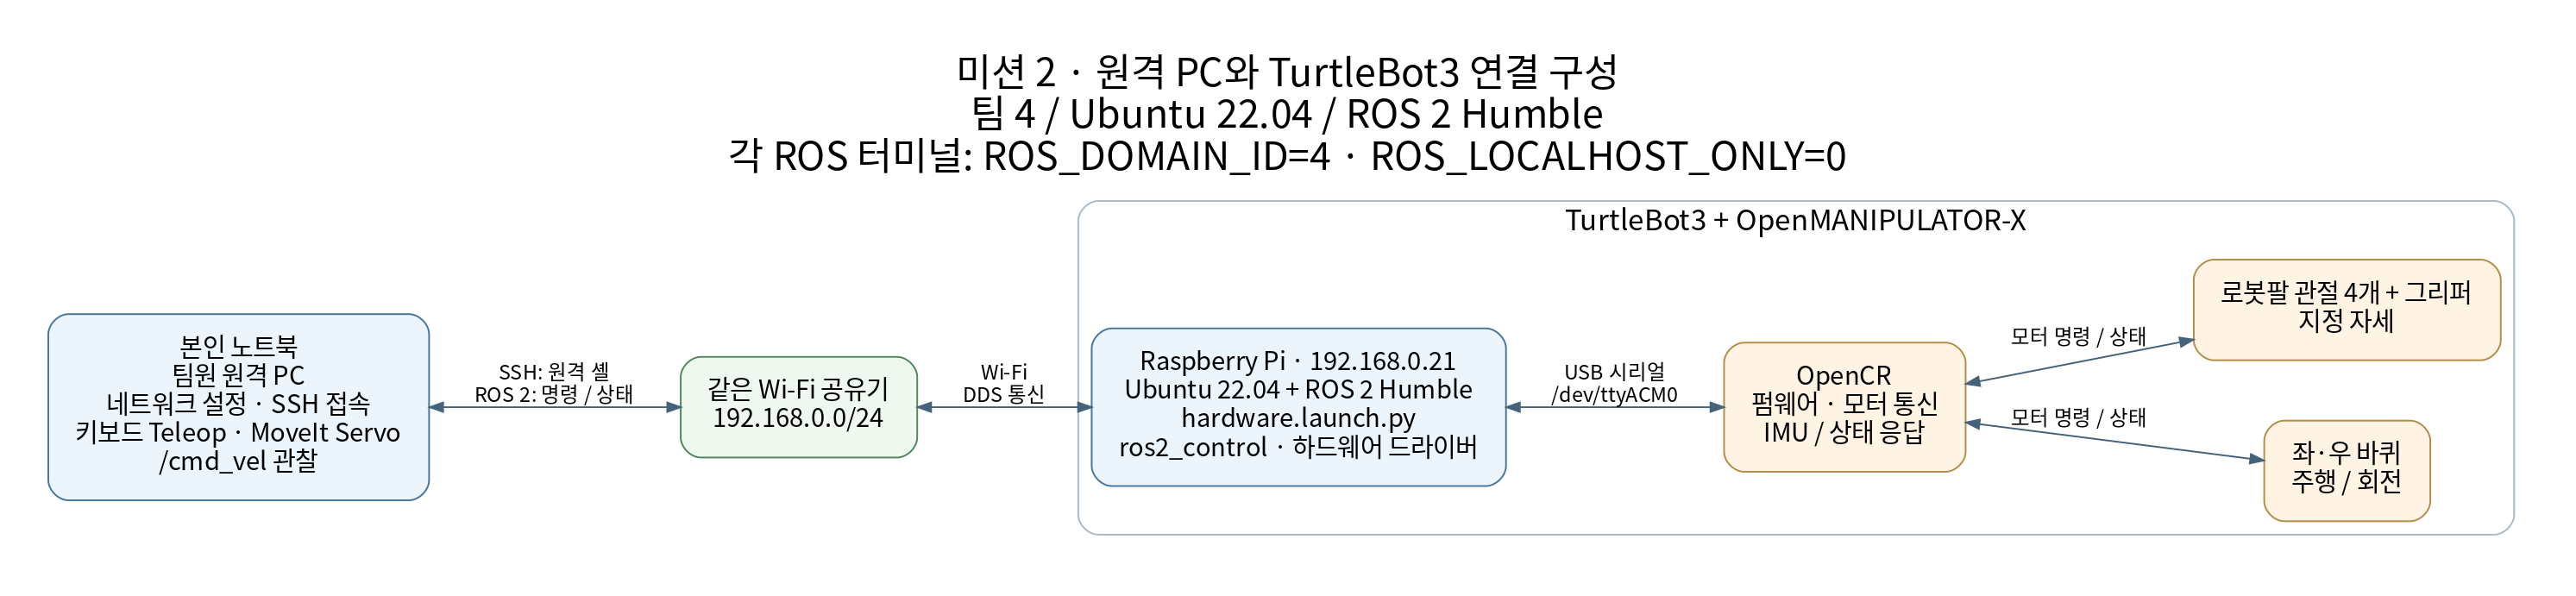 미션 2 · 원격 PC와 TurtleBot3 연결 구성
팀 4 / Ubuntu 22.04 / ROS 2 Humble
각 ROS 터미널: ROS_DOMAIN_ID=4 · ROS_LOCALHOST_ONLY=0
TurtleBot3 + OpenMANIPULATOR-X
본인 노트북
팀원 원격 PC
네트워크 설정 · SSH 접속
키보드 Teleop · MoveIt Servo
/cmd_vel 관찰
SSH: 원격 셸
ROS 2: 명령 / 상태
같은 Wi-Fi 공유기
192.168.0.0/24
Wi-Fi
DDS 통신
Raspberry Pi · 192.168.0.21
Ubuntu 22.04 + ROS 2 Humble
hardware.launch.py
ros2_control · 하드웨어 드라이버
USB 시리얼
/dev/ttyACM0
OpenCR
펌웨어 · 모터 통신
IMU / 상태 응답
모터 명령 / 상태
로봇팔 관절 4개 + 그리퍼
지정 자세
모터 명령 / 상태
좌·우 바퀴
주행 / 회전